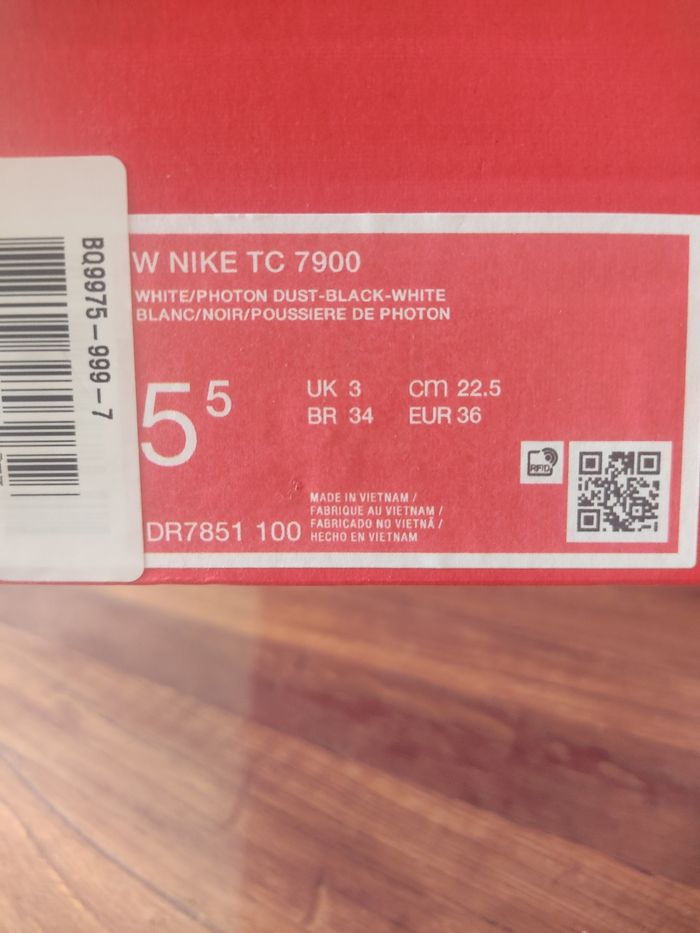 BQ9975-999-7
W NIKE TC 7900
WHITE/PHOTON DUST-BLACK-WHITE
BLANC/NOIR/POUSSIERE DE PHOTON
5 5
UK 3 cm 22.5
BR 34 EUR 36
RFID
DR7851 100
MADE IN VIETNAM /
FABRIQUE AU VIETNAM /
FABRICADO NO VIETNÃ /
HECHO EN VIETNAM